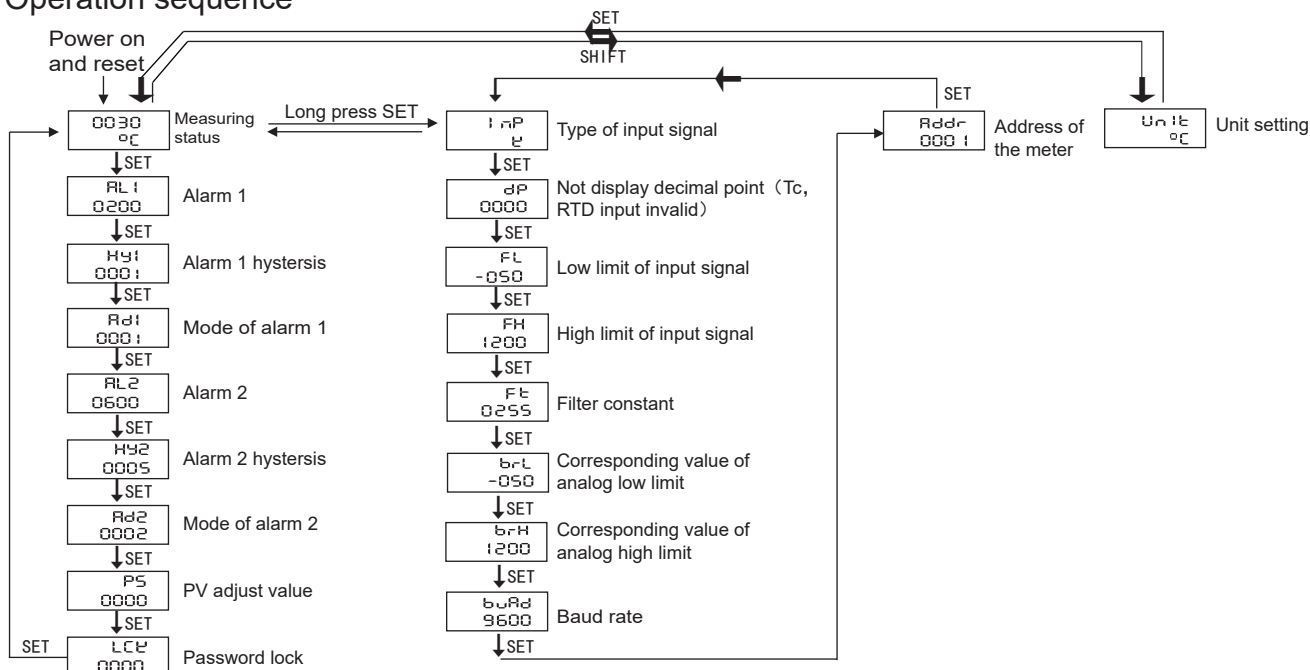 Operation sequence
SET
SHIFT
Power on
and reset
0030
°C
Measuring
status
Long press SET
InP
K
Type of input signal
SET
Addr
0001
Address of
the meter
Unit
°C
Unit setting
SET
AL1
0200
Alarm 1
SET
HY1
0001
Alarm 1 hystersis
SET
Ad1
0001
Mode of alarm 1
SET
AL2
0600
Alarm 2
SET
HY2
0005
Alarm 2 hystersis
SET
Ad2
0002
Mode of alarm 2
SET
PS
0000
PV adjust value
SET
LCK
0000
Password lock
SET
SET
dP
0000
Not display decimal point（Tc,
RTD input invalid）
SET
FL
-050
Low limit of input signal
SET
FH
1200
High limit of input signal
SET
Ft
0255
Filter constant
SET
brL
-050
Corresponding value of
analog low limit
SET
brH
1200
Corresponding value of
analog high limit
SET
buAd
9600
Baud rate
SET